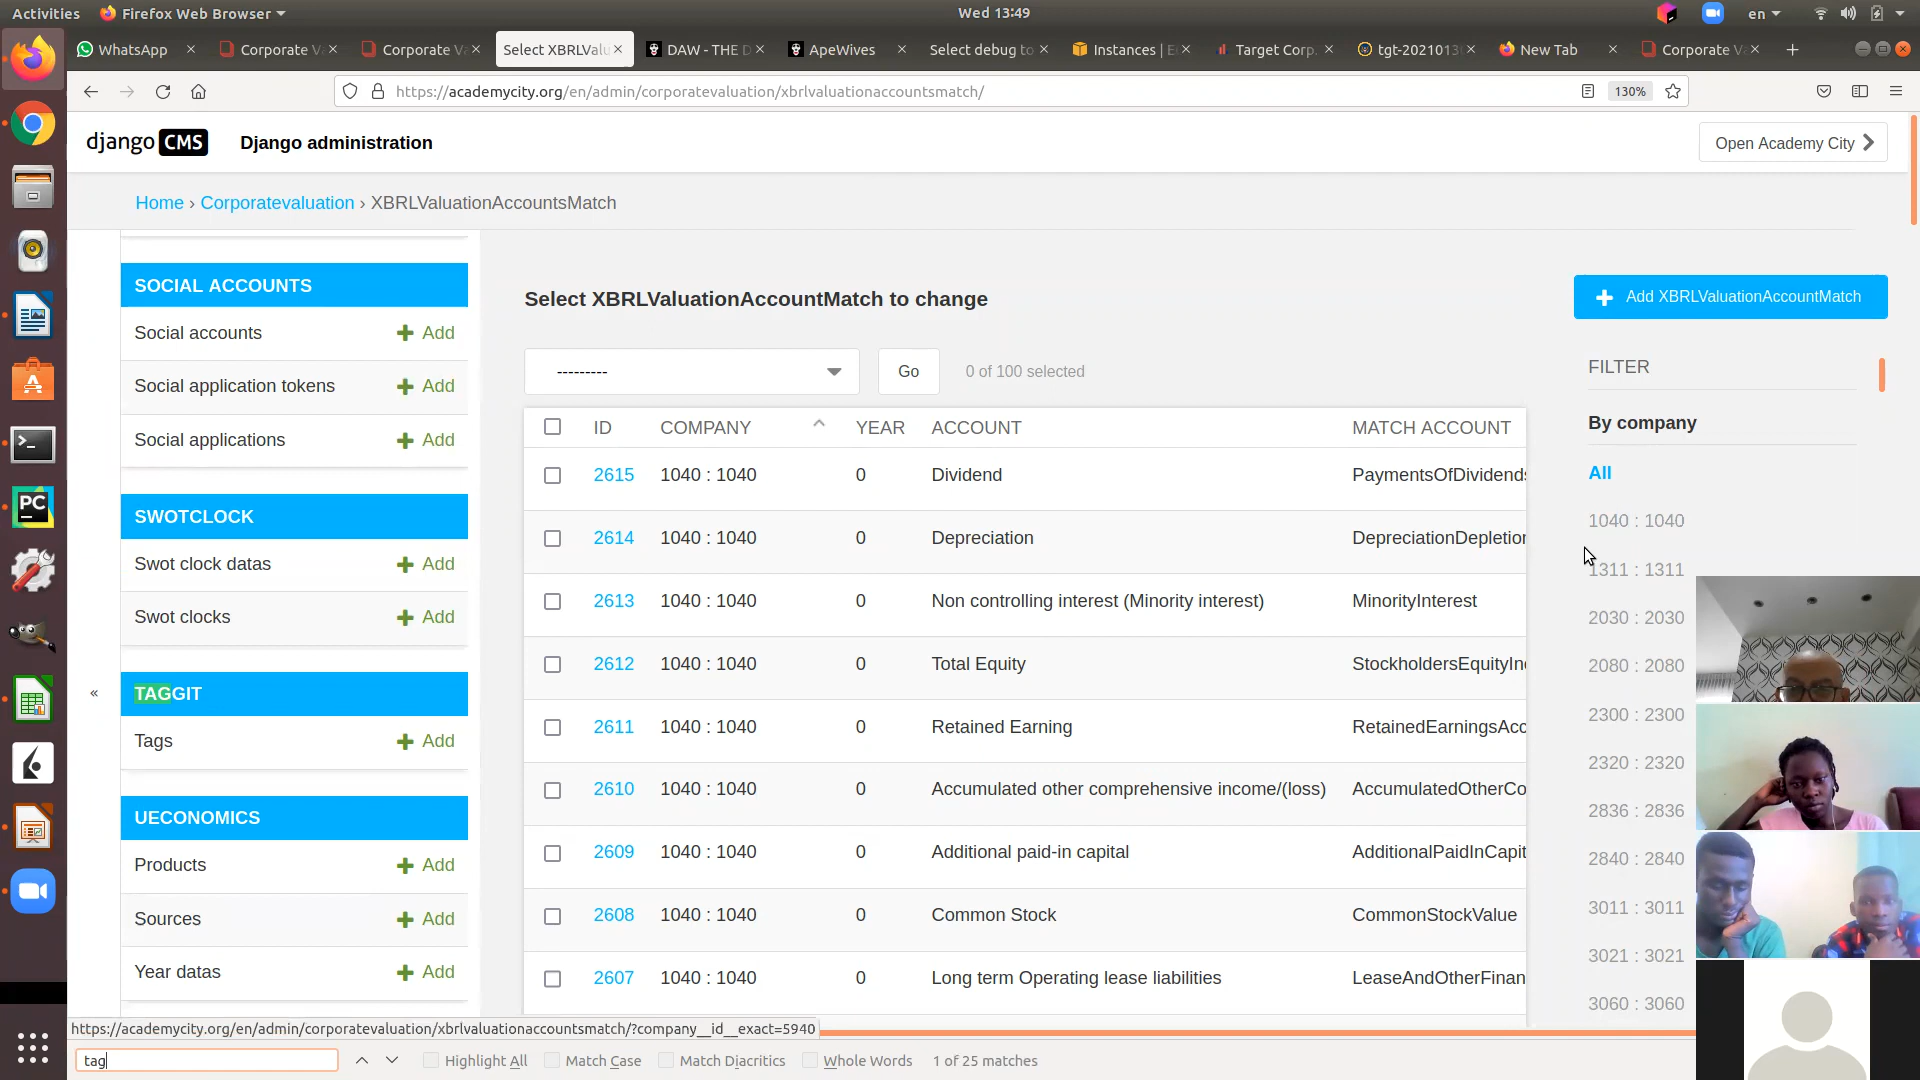 Activities Firefox Web Browser Wed 13:49 en
WhatsApp Corporate V Corporate V Select XBRLValu DAW - THE D ApeWives Select debug to Instances | E Target Corp. tgt-2021013 New Tab Corporate V
https://academycity.org/en/admin/corporatevaluation/xbrlvaluationaccountsmatch/ 130%
django CMS Django administration Open Academy City
Home › Corporatevaluation › XBRLValuationAccountsMatch
SOCIAL ACCOUNTS
Social accounts Add
Social application tokens Add
Social applications Add
SWOTCLOCK
Swot clock datas Add
Swot clocks Add
« TAGGIT
Tags Add
UECONOMICS
Products Add
Sources Add
Year datas Add
Select XBRLValuationAccountMatch to change
Add XBRLValuationAccountMatch
--------- Go 0 of 100 selected
ID COMPANY YEAR ACCOUNT MATCH ACCOUNT
2615 1040 : 1040 0 Dividend PaymentsOfDividends
2614 1040 : 1040 0 Depreciation DepreciationDepletion
2613 1040 : 1040 0 Non controlling interest (Minority interest) MinorityInterest
2612 1040 : 1040 0 Total Equity StockholdersEquityInc
2611 1040 : 1040 0 Retained Earning RetainedEarningsAcc
2610 1040 : 1040 0 Accumulated other comprehensive income/(loss) AccumulatedOtherCo
2609 1040 : 1040 0 Additional paid-in capital AdditionalPaidInCapit
2608 1040 : 1040 0 Common Stock CommonStockValue
2607 1040 : 1040 0 Long term Operating lease liabilities LeaseAndOtherFinan
FILTER
By company
All
1040 : 1040
1311 : 1311
2030 : 2030
2080 : 2080
2300 : 2300
2320 : 2320
2836 : 2836
2840 : 2840
3011 : 3011
3021 : 3021
3060 : 3060
https://academycity.org/en/admin/corporatevaluation/xbrlvaluationaccountsmatch/?company__id__exact=5940
tag Highlight All Match Case Match Diacritics Whole Words 1 of 25 matches